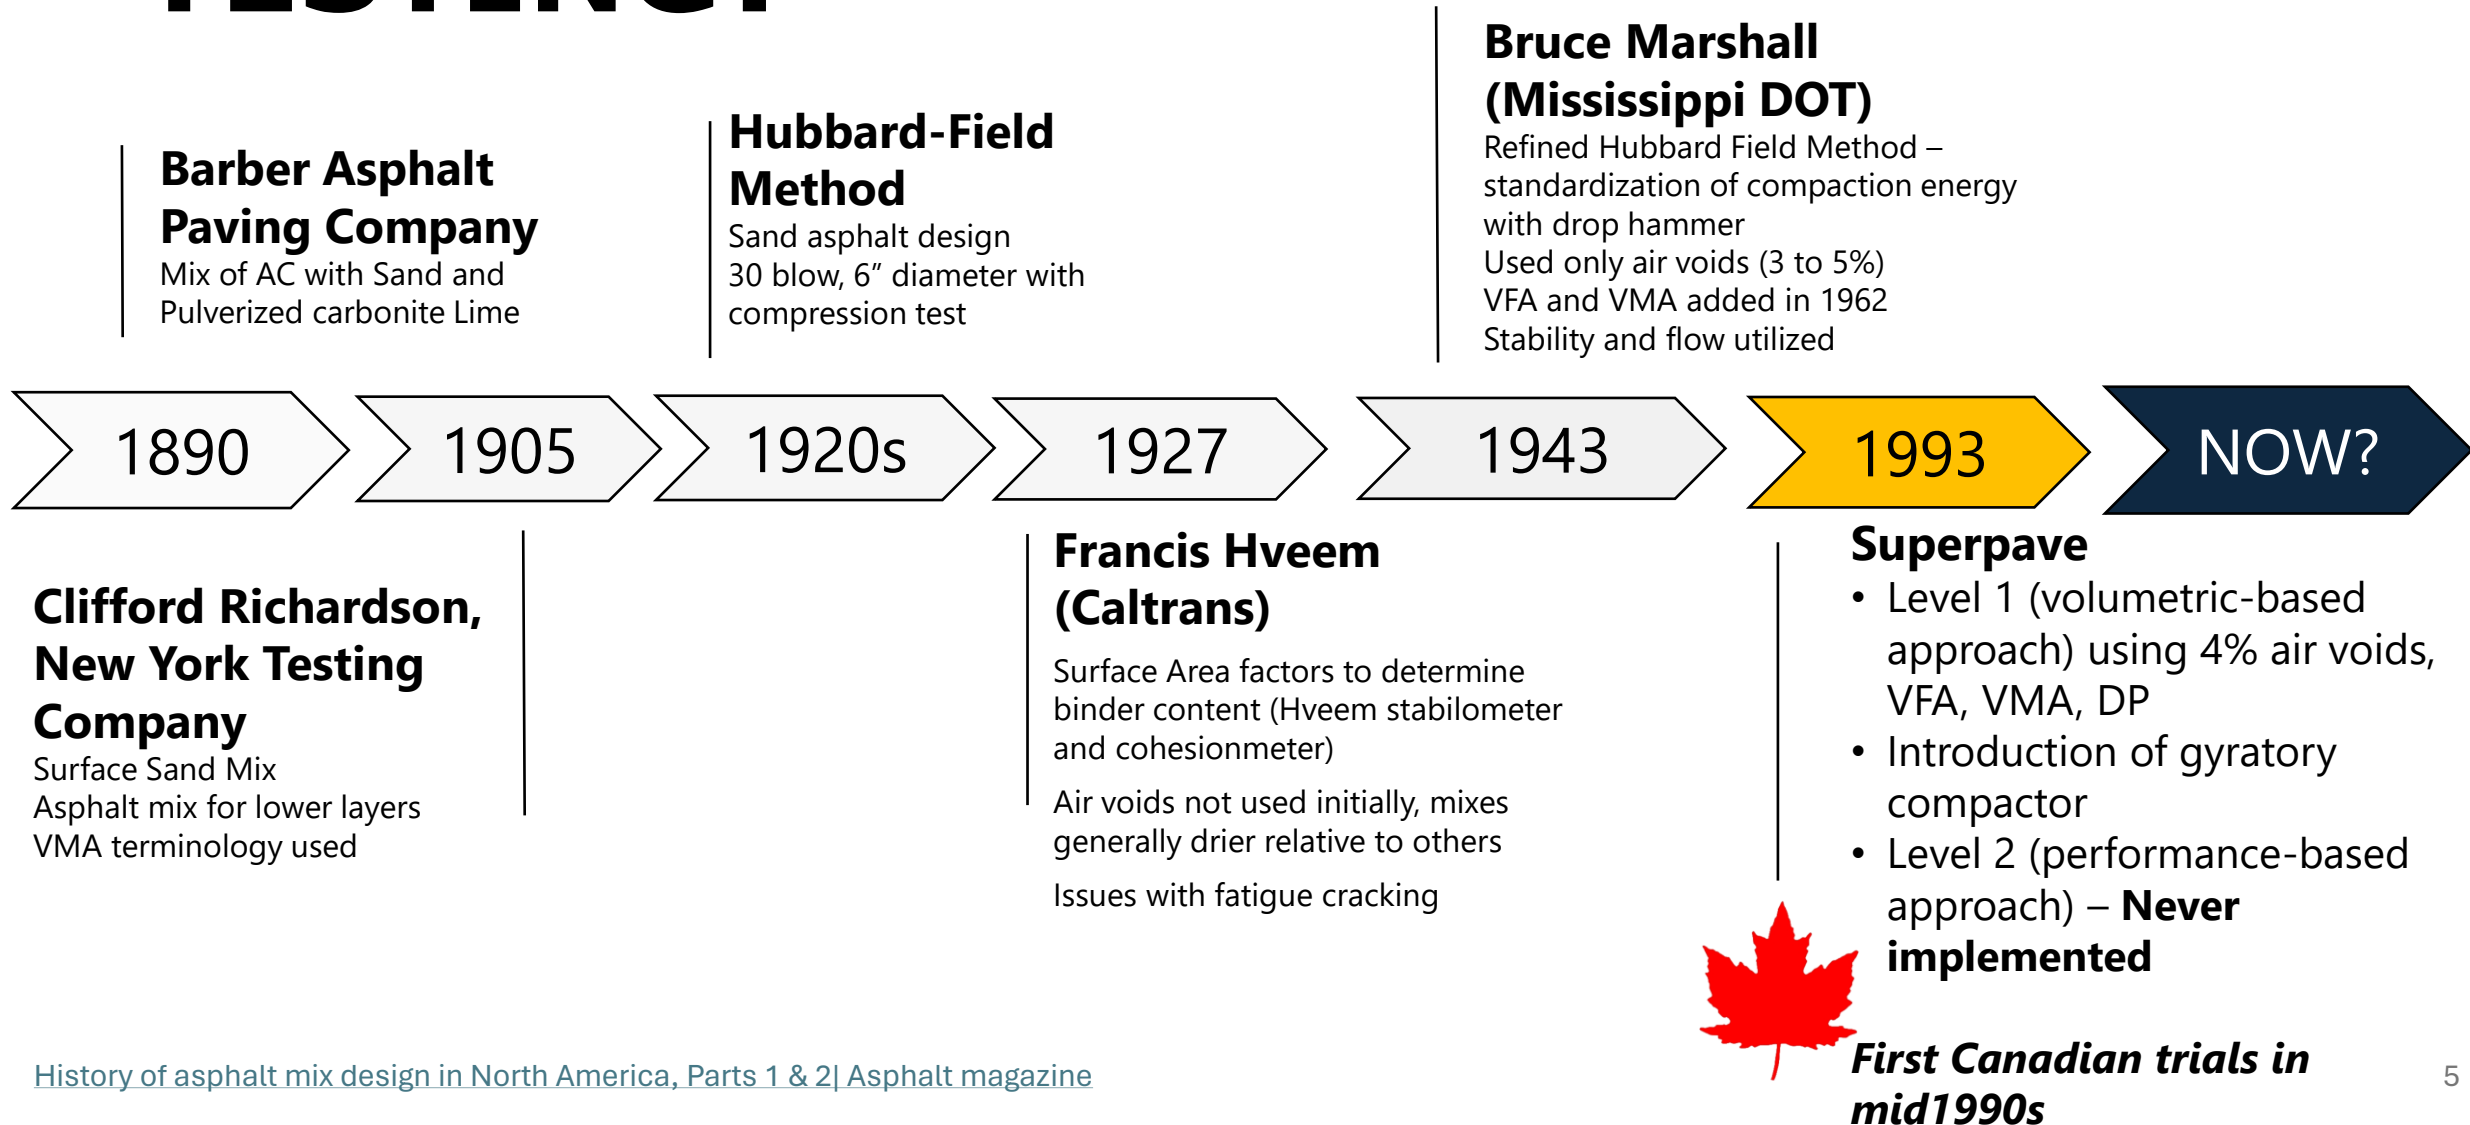 Bruce Marshall
(Mississippi DOT)
Refined Hubbard Field Method –
standardization of compaction energy
with drop hammer
Used only air voids (3 to 5%)
VFA and VMA added in 1962
Stability and flow utilized
Hubbard-Field
Method
Sand asphalt design
30 blow, 6” diameter with
compression test
Barber Asphalt
Paving Company
Mix of AC with Sand and
Pulverized carbonite Lime
1890
1905
1920s
1927
1943
1993
NOW?
Clifford Richardson,
New York Testing
Company
Surface Sand Mix
Asphalt mix for lower layers
VMA terminology used
Francis Hveem
(Caltrans)
Surface Area factors to determine
binder content (Hveem stabilometer
and cohesionmeter)
Air voids not used initially, mixes
generally drier relative to others
Issues with fatigue cracking
Superpave
• Level 1 (volumetric-based
approach) using 4% air voids,
VFA, VMA, DP
• Introduction of gyratory
compactor
• Level 2 (performance-based
approach) – Never
implemented
First Canadian trials in
mid1990s
History of asphalt mix design in North America, Parts 1 & 2| Asphalt magazine
5